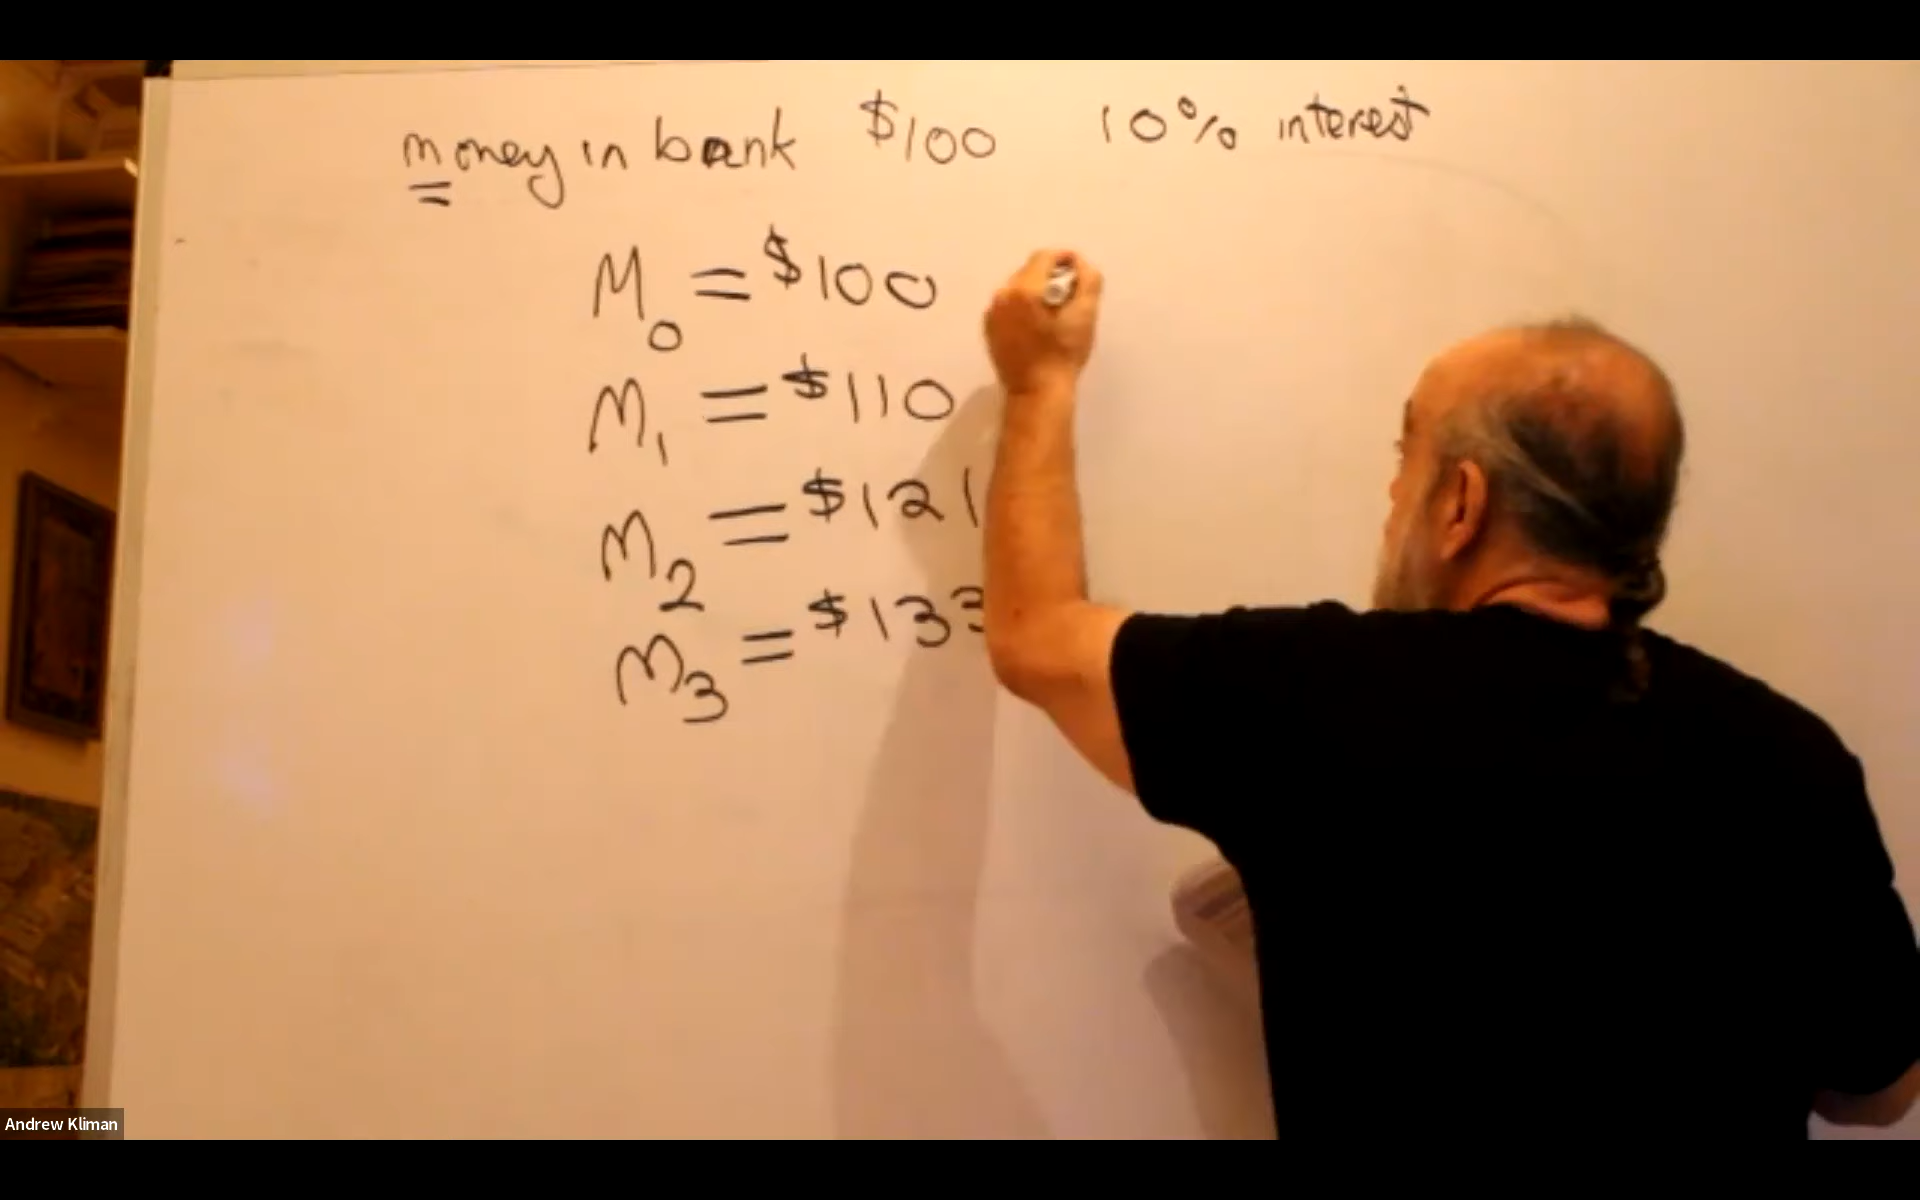 money in bank $100 10% interest
M0 = $100
M1 = $110
M2 = $121
M3 = $133
Andrew Kliman